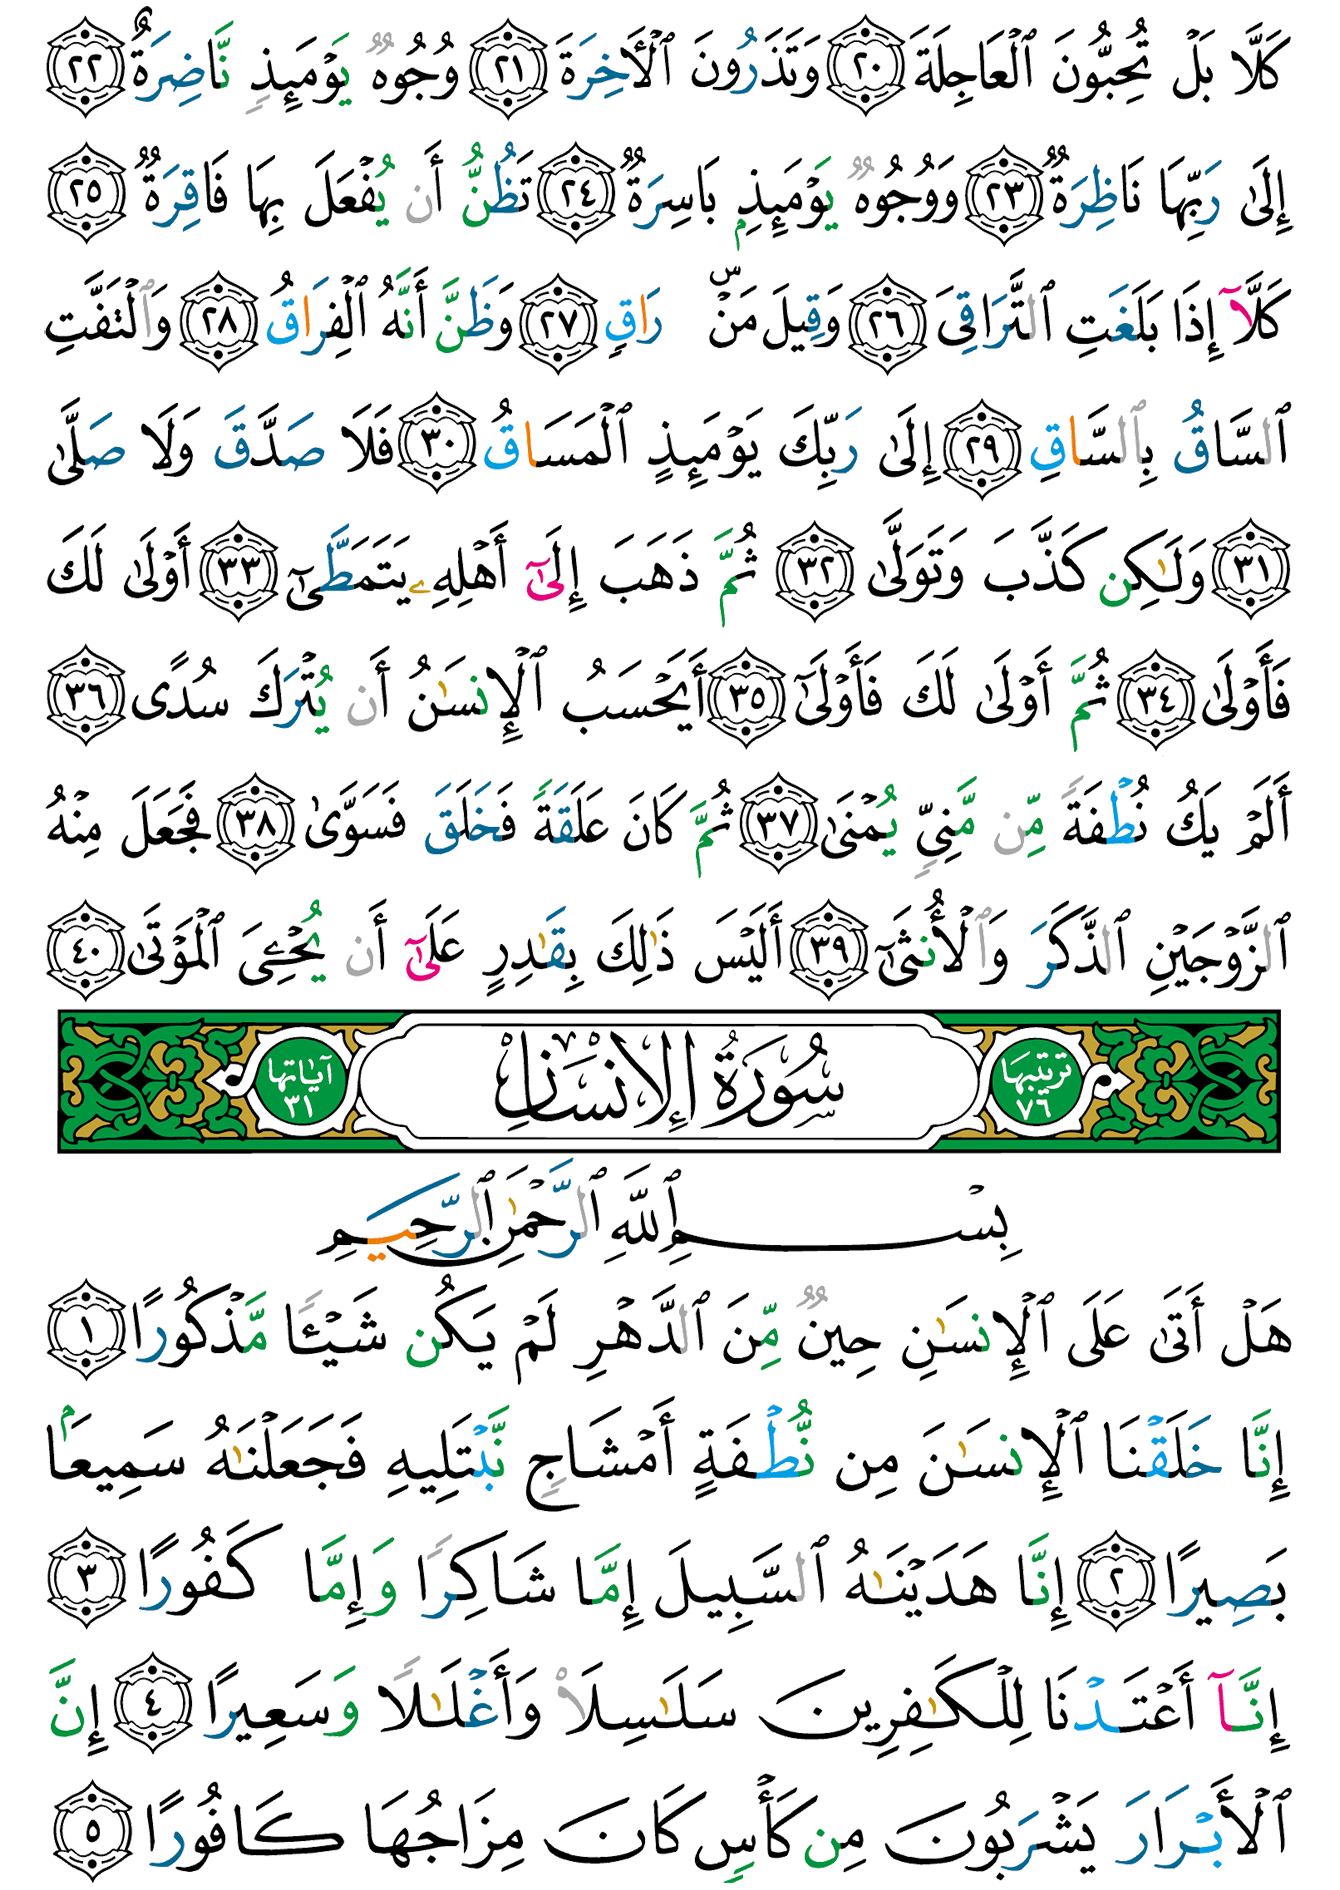 كَلَّا بَلْ تُحِبُّونَ ٱلْعَاجِلَةَ ٢٠ وَتَذَرُونَ ٱلْأَخِرَةَ ٢١ وُجُوهٌ يَوْمَئِذٍ نَّاضِرَةٌ ٢٢
إِلَىٰ رَبِّهَا نَاظِرَةٌ ٢٣ وَوُجُوهٌ يَوْمَئِذِۭ بَاسِرَةٌ ٢٤ تَظُنُّ أَن يُفْعَلَ بِهَا فَاقِرَةٌ ٢٥
كَلَّآ إِذَا بَلَغَتِ ٱلتَّرَاقِىَ ٢٦ وَقِيلَ مَنْۜ رَاقٍ ٢٧ وَظَنَّ أَنَّهُ ٱلْفِرَاقُ ٢٨ وَٱلْتَفَّتِ
ٱلسَّاقُ بِٱلسَّاقِ ٢٩ إِلَىٰ رَبِّكَ يَوْمَئِذٍ ٱلْمَسَاقُ ٣٠ فَلَا صَدَّقَ وَلَا صَلَّىٰ
٣١ وَلَـٰكِن كَذَّبَ وَتَوَلَّىٰ ٣٢ ثُمَّ ذَهَبَ إِلَىٰٓ أَهْلِهِۦ يَتَمَطَّىٰٓ ٣٣ أَوْلَىٰ لَكَ
فَأَوْلَىٰ ٣٤ ثُمَّ أَوْلَىٰ لَكَ فَأَوْلَىٰٓ ٣٥ أَيَحْسَبُ ٱلْإِنسَـٰنُ أَن يُتْرَكَ سُدًى ٣٦
أَلَمْ يَكُ نُطْفَةً مِّن مَّنِىٍّ يُمْنَىٰ ٣٧ ثُمَّ كَانَ عَلَقَةً فَخَلَقَ فَسَوَّىٰ ٣٨ فَجَعَلَ مِنْهُ
ٱلزَّوْجَيْنِ ٱلذَّكَرَ وَٱلْأُنثَىٰٓ ٣٩ أَلَيْسَ ذَٰلِكَ بِقَـٰدِرٍ عَلَىٰٓ أَن يُحْـِۧىَ ٱلْمَوْتَىٰ ٤٠
ترتيبها ٧٦ سُورَةُ الإِنْسَانِ آياتها ٣١
بِسْمِ ٱللَّهِ ٱلرَّحْمَـٰنِ ٱلرَّحِيمِ
هَلْ أَتَىٰ عَلَى ٱلْإِنسَـٰنِ حِينٌ مِّنَ ٱلدَّهْرِ لَمْ يَكُن شَيْـًٔا مَّذْكُورًا ١
إِنَّا خَلَقْنَا ٱلْإِنسَـٰنَ مِن نُّطْفَةٍ أَمْشَاجٍ نَّبْتَلِيهِ فَجَعَلْنَـٰهُ سَمِيعَۢا
بَصِيرًا ٢ إِنَّا هَدَيْنَـٰهُ ٱلسَّبِيلَ إِمَّا شَاكِرًا وَإِمَّا كَفُورًا ٣
إِنَّآ أَعْتَدْنَا لِلْكَـٰفِرِينَ سَلَـٰسِلَا۟ وَأَغْلَـٰلًا وَسَعِيرًا ٤ إِنَّ
ٱلْأَبْرَارَ يَشْرَبُونَ مِن كَأْسٍ كَانَ مِزَاجُهَا كَافُورًا ٥